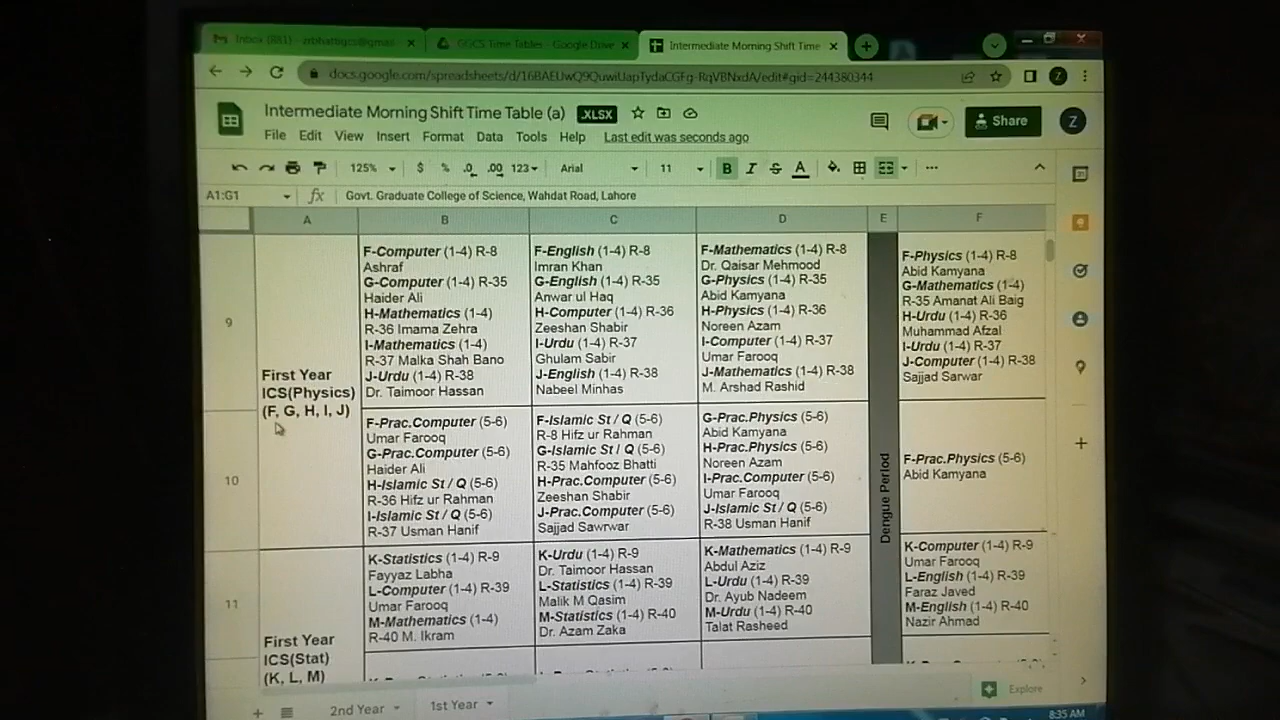 Inbox (881) - zrbhattigcs@gmai
GGCS Time Tables - Google Drive
Intermediate Morning Shift Time
Intermediate Morning Shift Time Table (a) .XLSX
File Edit View Insert Format Data Tools Help Last edit was seconds ago
Share
Z
125% $ % .0 .00 123 Arial 11 B I S A
A1:G1 fx Govt. Graduate College of Science, Wahdat Road, Lahore
A B C D E F
9
First Year
ICS(Physics)
(F, G, H, I, J)
F-Computer (1-4) R-8
Ashraf
G-Computer (1-4) R-35
Haider Ali
H-Mathematics (1-4)
R-36 Imama Zehra
I-Mathematics (1-4)
R-37 Malka Shah Bano
J-Urdu (1-4) R-38
Dr. Taimoor Hassan
F-English (1-4) R-8
Imran Khan
G-English (1-4) R-35
Anwar ul Haq
H-Computer (1-4) R-36
Zeeshan Shabir
I-Urdu (1-4) R-37
Ghulam Sabir
J-English (1-4) R-38
Nabeel Minhas
F-Mathematics (1-4) R-8
Dr. Qaisar Mehmood
G-Physics (1-4) R-35
Abid Kamyana
H-Physics (1-4) R-36
Noreen Azam
I-Computer (1-4) R-37
Umar Farooq
J-Mathematics (1-4) R-38
M. Arshad Rashid
Dengue Period
F-Physics (1-4) R-8
Abid Kamyana
G-Mathematics (1-4)
R-35 Amanat Ali Baig
H-Urdu (1-4) R-36
Muhammad Afzal
I-Urdu (1-4) R-37
J-Computer (1-4) R-38
Sajjad Sarwar
10
F-Prac.Computer (5-6)
Umar Farooq
G-Prac.Computer (5-6)
Haider Ali
H-Islamic St / Q (5-6)
R-36 Hifz ur Rahman
I-Islamic St / Q (5-6)
R-37 Usman Hanif
F-Islamic St / Q (5-6)
R-8 Hifz ur Rahman
G-Islamic St / Q (5-6)
R-35 Mahfooz Bhatti
H-Prac.Computer (5-6)
Zeeshan Shabir
J-Prac.Computer (5-6)
Sajjad Sawrwar
G-Prac.Physics (5-6)
Abid Kamyana
H-Prac.Physics (5-6)
Noreen Azam
I-Prac.Computer (5-6)
Umar Farooq
J-Islamic St / Q (5-6)
R-38 Usman Hanif
F-Prac.Physics (5-6)
Abid Kamyana
11
First Year
ICS(Stat)
(K, L, M)
K-Statistics (1-4) R-9
Fayyaz Labha
L-Computer (1-4) R-39
Umar Farooq
M-Mathematics (1-4)
R-40 M. Ikram
K-Urdu (1-4) R-9
Dr. Taimoor Hassan
L-Statistics (1-4) R-39
Malik M Qasim
M-Statistics (1-4) R-40
Dr. Azam Zaka
K-Mathematics (1-4) R-9
Abdul Aziz
L-Urdu (1-4) R-39
Dr. Ayub Nadeem
M-Urdu (1-4) R-40
Talat Rasheed
K-Computer (1-4) R-9
Umar Farooq
L-English (1-4) R-39
Faraz Javed
M-English (1-4) R-40
Nazir Ahmad
2nd Year
1st Year
Explore
8:35 AM